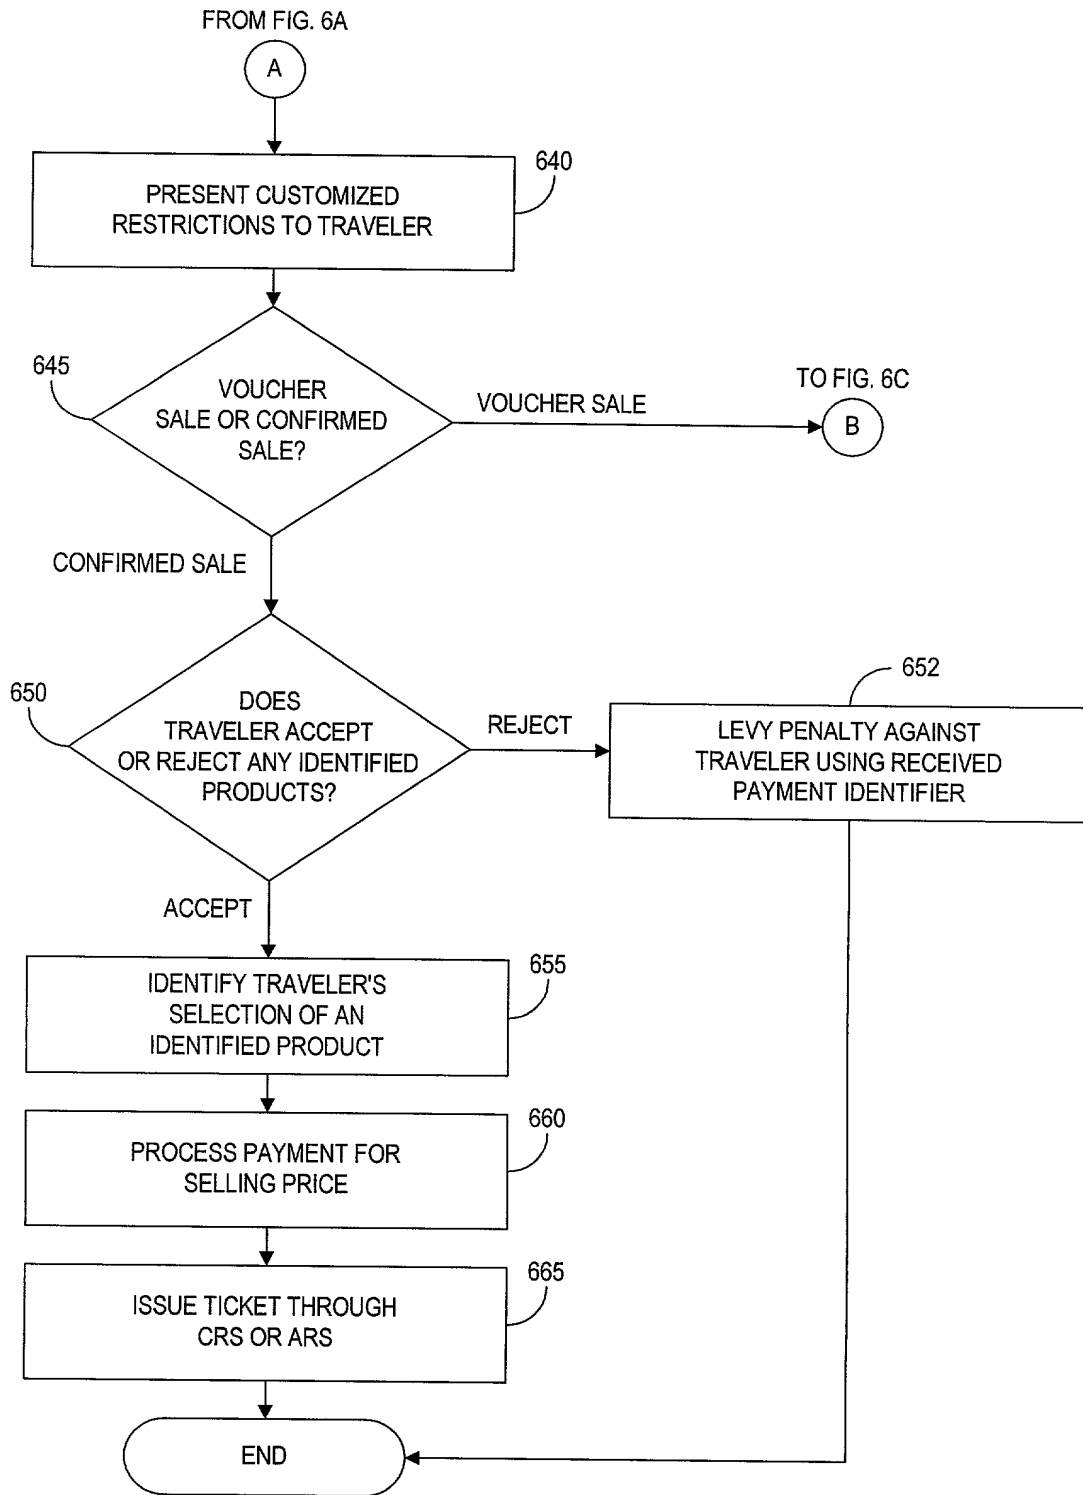 FROM FIG. 6A
A
PRESENT CUSTOMIZED
RESTRICTIONS TO TRAVELER
640
645
VOUCHER
SALE OR CONFIRMED
SALE?
VOUCHER SALE
TO FIG. 6C
B
CONFIRMED SALE
650
DOES
TRAVELER ACCEPT
OR REJECT ANY IDENTIFIED
PRODUCTS?
REJECT
652
LEVY PENALTY AGAINST
TRAVELER USING RECEIVED
PAYMENT IDENTIFIER
ACCEPT
IDENTIFY TRAVELER'S
SELECTION OF AN
IDENTIFIED PRODUCT
655
PROCESS PAYMENT FOR
SELLING PRICE
660
ISSUE TICKET THROUGH
CRS OR ARS
665
END